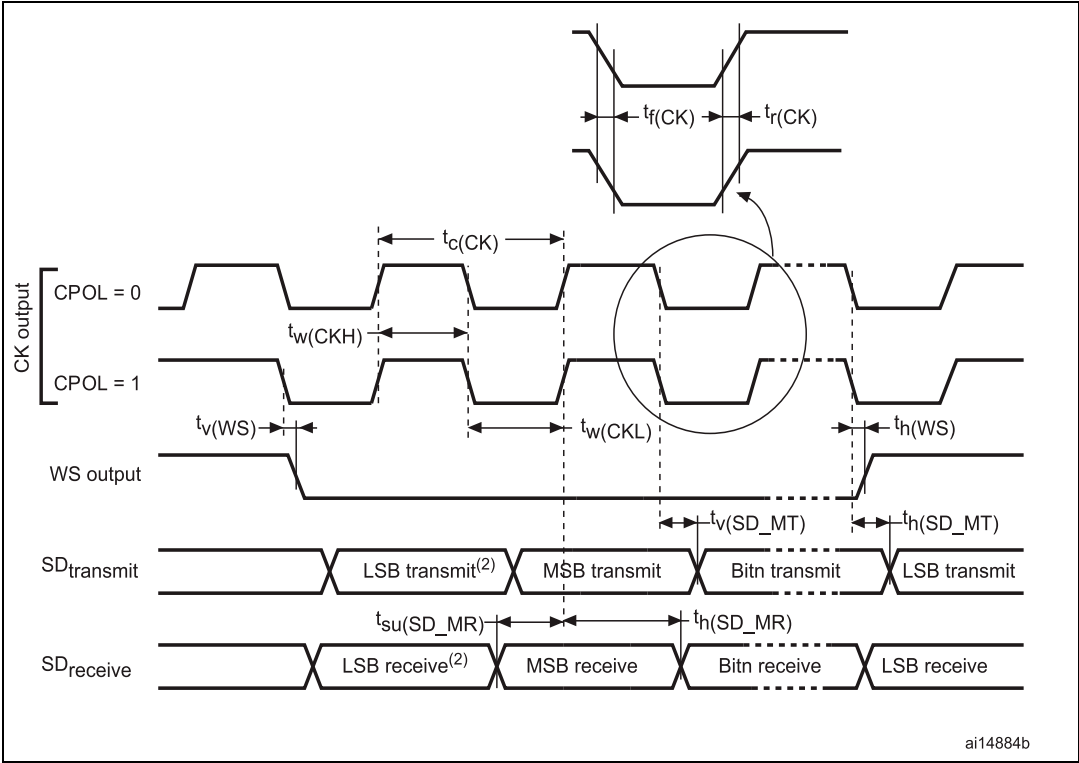 tf(CK)
tr(CK)
tc(CK)
CK output
CPOL = 0
tw(CKH)
CPOL = 1
tv(WS)
tw(CKL)
th(WS)
WS output
tv(SD_MT)
th(SD_MT)
SDtransmit
LSB transmit(2)
MSB transmit
Bitn transmit
LSB transmit
tsu(SD_MR)
th(SD_MR)
SDreceive
LSB receive(2)
MSB receive
Bitn receive
LSB receive
ai14884b